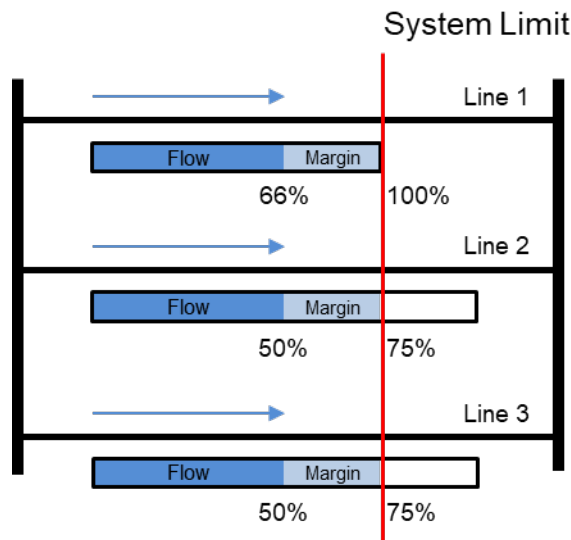 System Limit
Line 1
Flow Margin
66% 100%
Line 2
Flow Margin
50% 75%
Line 3
Flow Margin
50% 75%